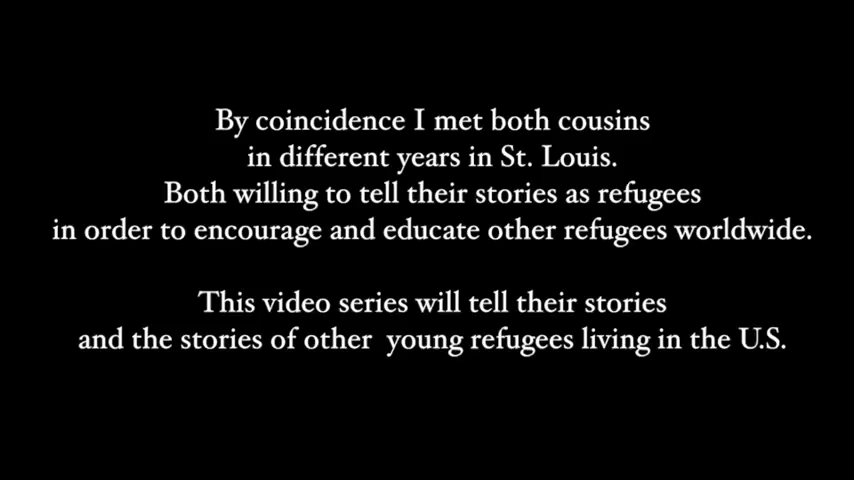 By coincidence I met both cousins
in different years in St. Louis.
Both willing to tell their stories as refugees
in order to encourage and educate other refugees worldwide.
This video series will tell their stories
and the stories of other  young refugees living in the U.S.